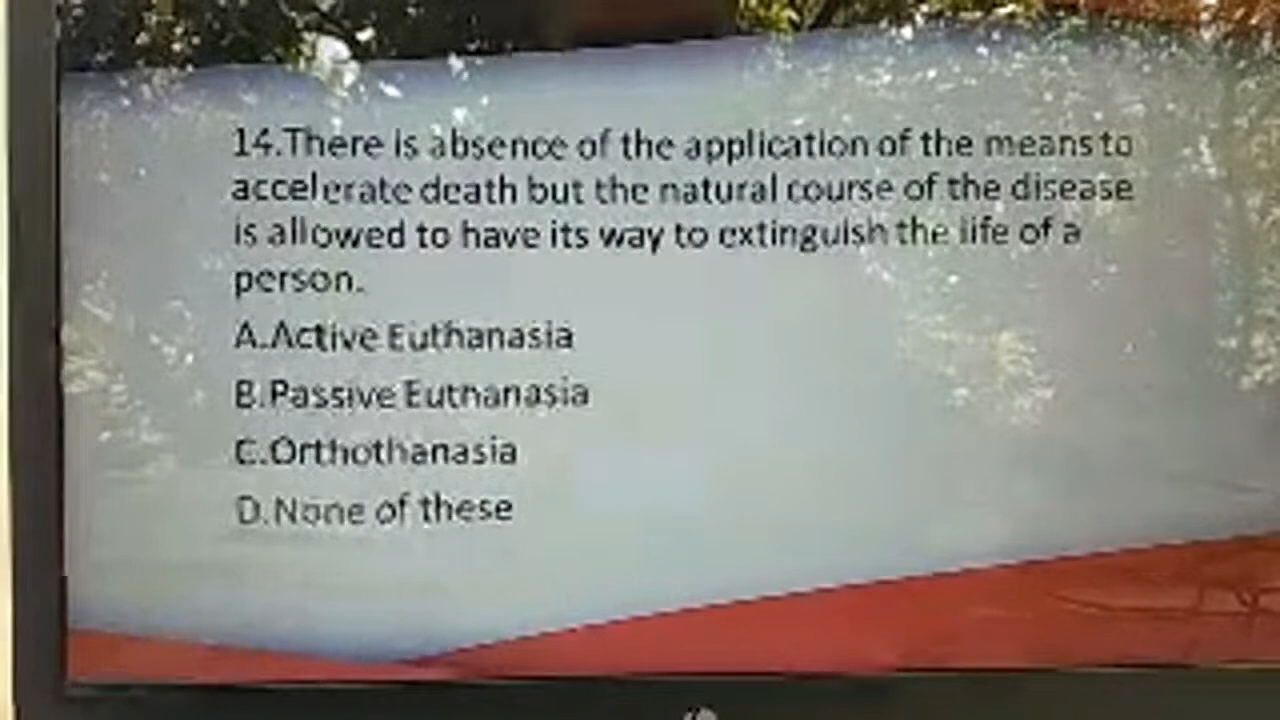 14.There is absence of the application of the means to
accelerate death but the natural course of the disease
is allowed to have its way to extinguish the life of a
person.
A.Active Euthanasia
B.Passive Euthanasia
C.Orthothanasia
D.None of these